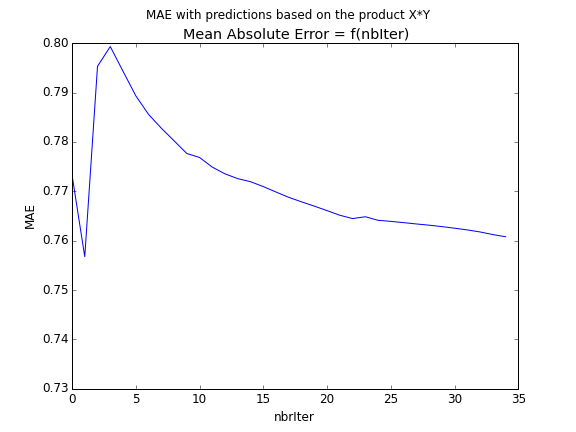 MAE with predictions based on the product X*Y
Mean Absolute Error = f(nbIter)
0.80
0.79
0.78
0.77
0.76
0.75
0.74
0.73
MAE
0 5 10 15 20 25 30 35
nbrIter